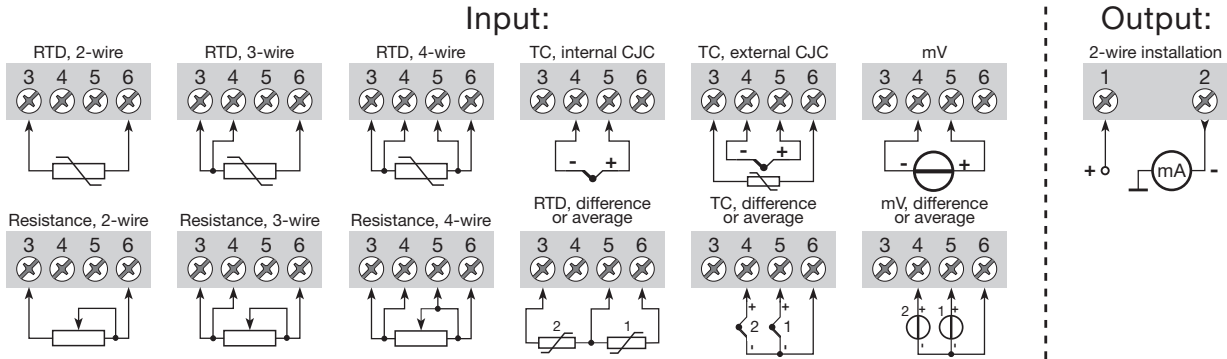 Input:
Output:
RTD, 2-wire
RTD, 3-wire
RTD, 4-wire
TC, internal CJC
TC, external CJC
mV
2-wire installation
3 4 5 6
3 4 5 6
3 4 5 6
3 4 5 6
3 4 5 6
3 4 5 6
1 2
- +
- +
- +
+ mA -
Resistance, 2-wire
Resistance, 3-wire
Resistance, 4-wire
RTD, difference
or average
TC, difference
or average
mV, difference
or average
3 4 5 6
3 4 5 6
3 4 5 6
3 4 5 6
3 4 5 6
3 4 5 6
2 1
+ +
2 1
- -
2 + 1 +
- -